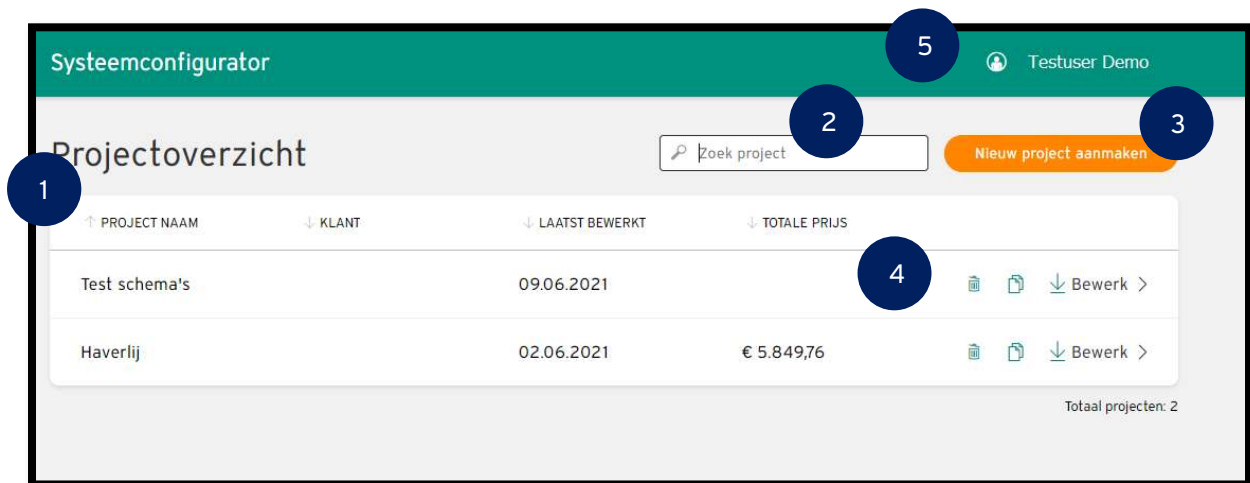 5
Systeemconfigurator
Testuser Demo
2
3
Projectoverzicht
Zoek project
Nieuw project aanmaken
1
↑ PROJECT NAAM ↓ KLANT ↓ LAATST BEWERKT ↓ TOTALE PRIJS
4
Test schema's 09.06.2021 Bewerk >
Haverlij 02.06.2021 € 5.849,76 Bewerk >
Totaal projecten: 2